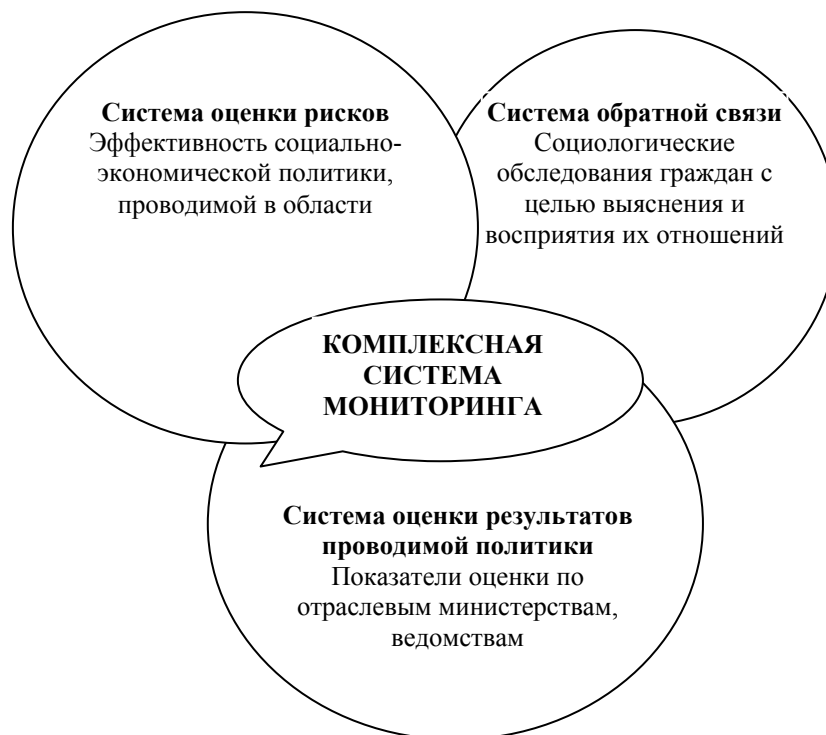 Система оценки рисков
Эффективность социально-
экономической политики,
проводимой в области
Система обратной связи
Социологические
обследования граждан с
целью выяснения и
восприятия их отношений
КОМПЛЕКСНАЯ
СИСТЕМА
МОНИТОРИНГА
Система оценки результатов
проводимой политики
Показатели оценки по
отраслевым министерствам,
ведомствам